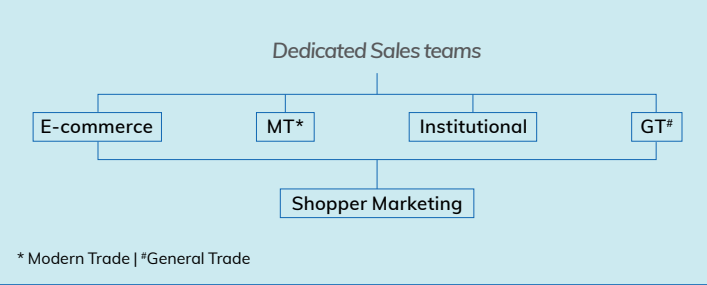 Dedicated Sales teams
E-commerce
MT*
Institutional
GT#
Shopper Marketing
* Modern Trade | #General Trade